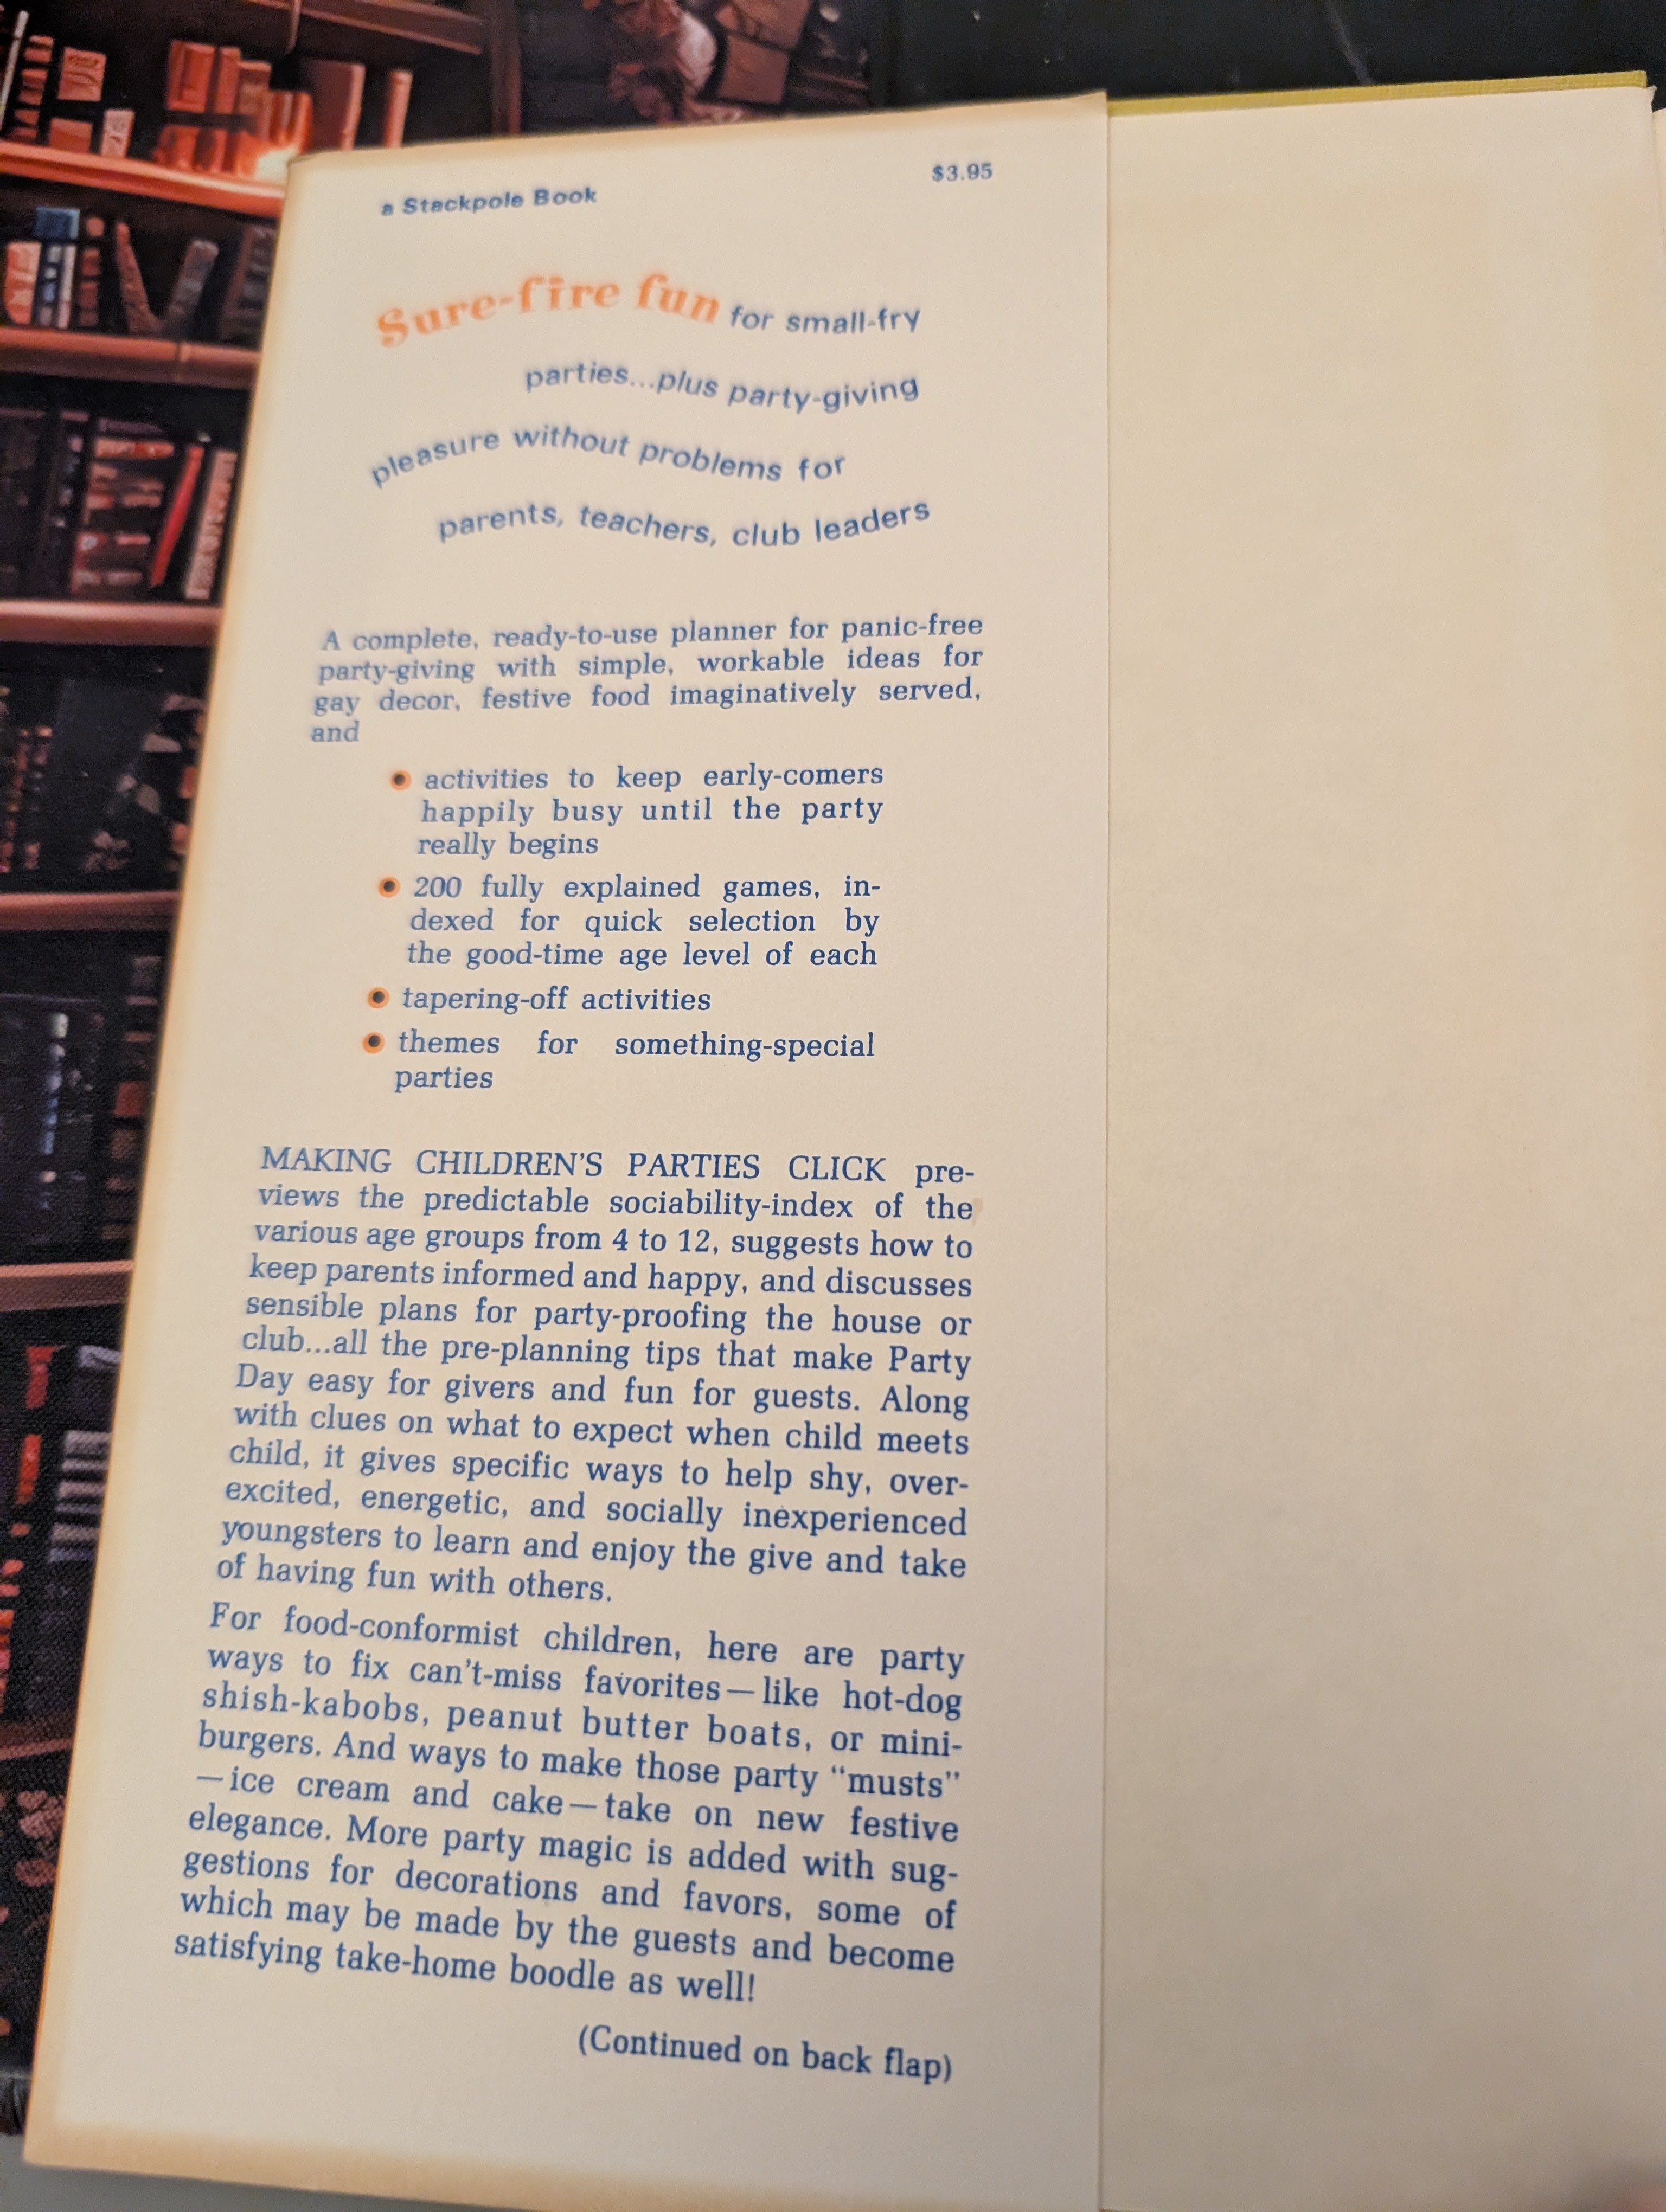 a Stackpole Book
$3.95
Sure-fire fun for small-fry
parties...plus party-giving
pleasure without problems for
parents, teachers, club leaders
A complete, ready-to-use planner for panic-free
party-giving with simple, workable ideas for
gay decor, festive food imaginatively served,
and
• activities to keep early-comers
happily busy until the party
really begins
• 200 fully explained games, in-
dexed for quick selection by
the good-time age level of each
• tapering-off activities
• themes for something-special
parties
MAKING CHILDREN'S PARTIES CLICK pre-
views the predictable sociability-index of the
various age groups from 4 to 12, suggests how to
keep parents informed and happy, and discusses
sensible plans for party-proofing the house or
club...all the pre-planning tips that make Party
Day easy for givers and fun for guests. Along
with clues on what to expect when child meets
child, it gives specific ways to help shy, over-
excited, energetic, and socially inexperienced
youngsters to learn and enjoy the give and take
of having fun with others.
For food-conformist children, here are party
ways to fix can't-miss favorites—like hot-dog
shish-kabobs, peanut butter boats, or mini-
burgers. And ways to make those party “musts”
—ice cream and cake—take on new festive
elegance. More party magic is added with sug-
gestions for decorations and favors, some of
which may be made by the guests and become
satisfying take-home boodle as well!
(Continued on back flap)